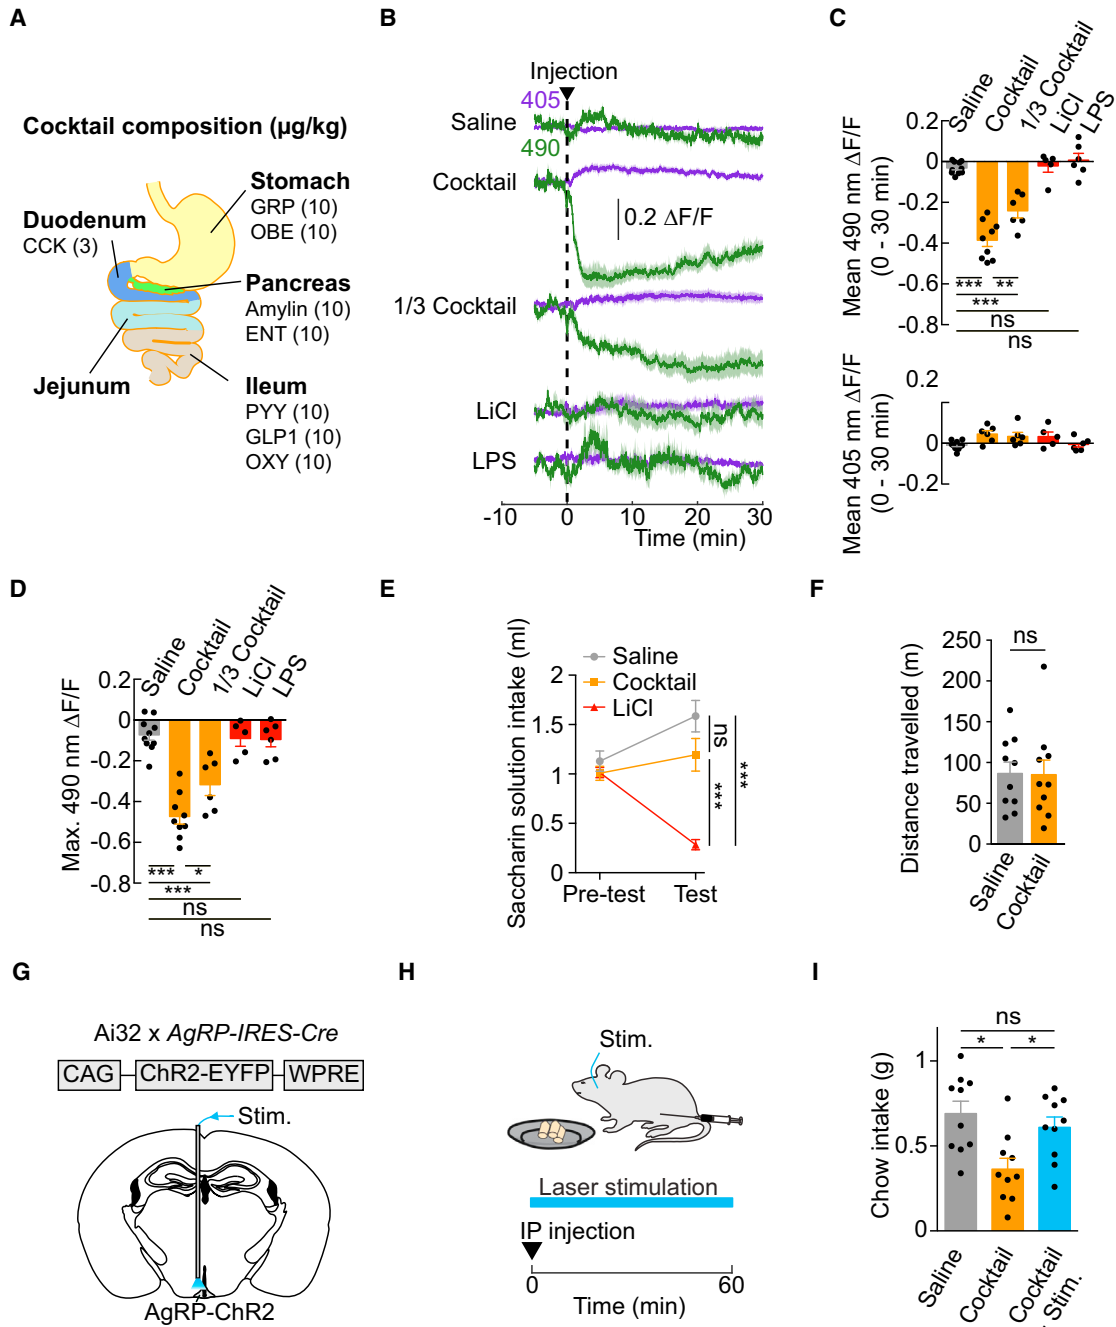 A
Cocktail composition (µg/kg)
Stomach
GRP (10)
OBE (10)
Duodenum
CCK (3)
Pancreas
Amylin (10)
ENT (10)
Jejunum
Ileum
PYY (10)
GLP1 (10)
OXY (10)
B
Injection
405
490
Saline
Cocktail
0.2 ΔF/F
1/3 Cocktail
LiCl
LPS
-10
0
10
20
30
Time (min)
C
Saline
Cocktail
1/3 Cocktail
LiCl
LPS
Mean 490 nm ΔF/F
(0 - 30 min)
0.2
0
-0.2
-0.4
-0.6
-0.8
***
**
***
ns
ns
Mean 405 nm ΔF/F
(0 - 30 min)
0.2
0
-0.2
D
Saline
Cocktail
1/3 Cocktail
LiCl
LPS
Max. 490 nm ΔF/F
0.2
0
-0.2
-0.4
-0.6
-0.8
***
*
***
ns
ns
E
Saccharin solution intake (ml)
Saline
Cocktail
LiCl
2
1.5
1
0.5
0
ns
***
***
Pre-test
Test
F
Distance travelled (m)
250
200
150
100
50
0
ns
Saline
Cocktail
G
Ai32 x AgRP-IRES-Cre
CAG
ChR2-EYFP
WPRE
Stim.
AgRP-ChR2
H
Stim.
Laser stimulation
IP injection
0
60
Time (min)
I
Chow intake (g)
1
0.5
0
ns
*
*
Saline
Cocktail
Cocktail
Stim.